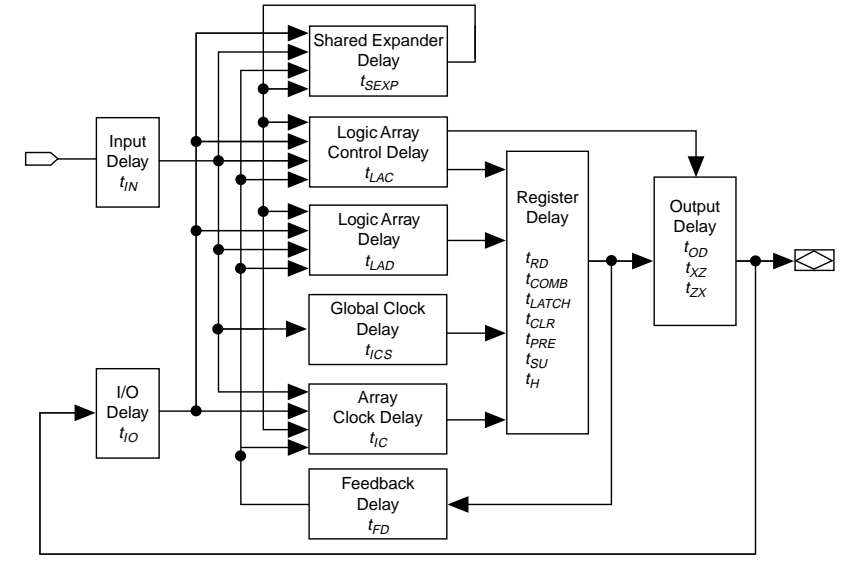 Shared Expander
Delay
tSEXP
Input
Delay
tIN
Logic Array
Control Delay
tLAC
Logic Array
Delay
tLAD
Global Clock
Delay
tICS
I/O
Delay
tIO
Array
Clock Delay
tIC
Feedback
Delay
tFD
Register
Delay
tRD
tCOMB
tLATCH
tCLR
tPRE
tSU
tH
Output
Delay
tOD
tXZ
tZX